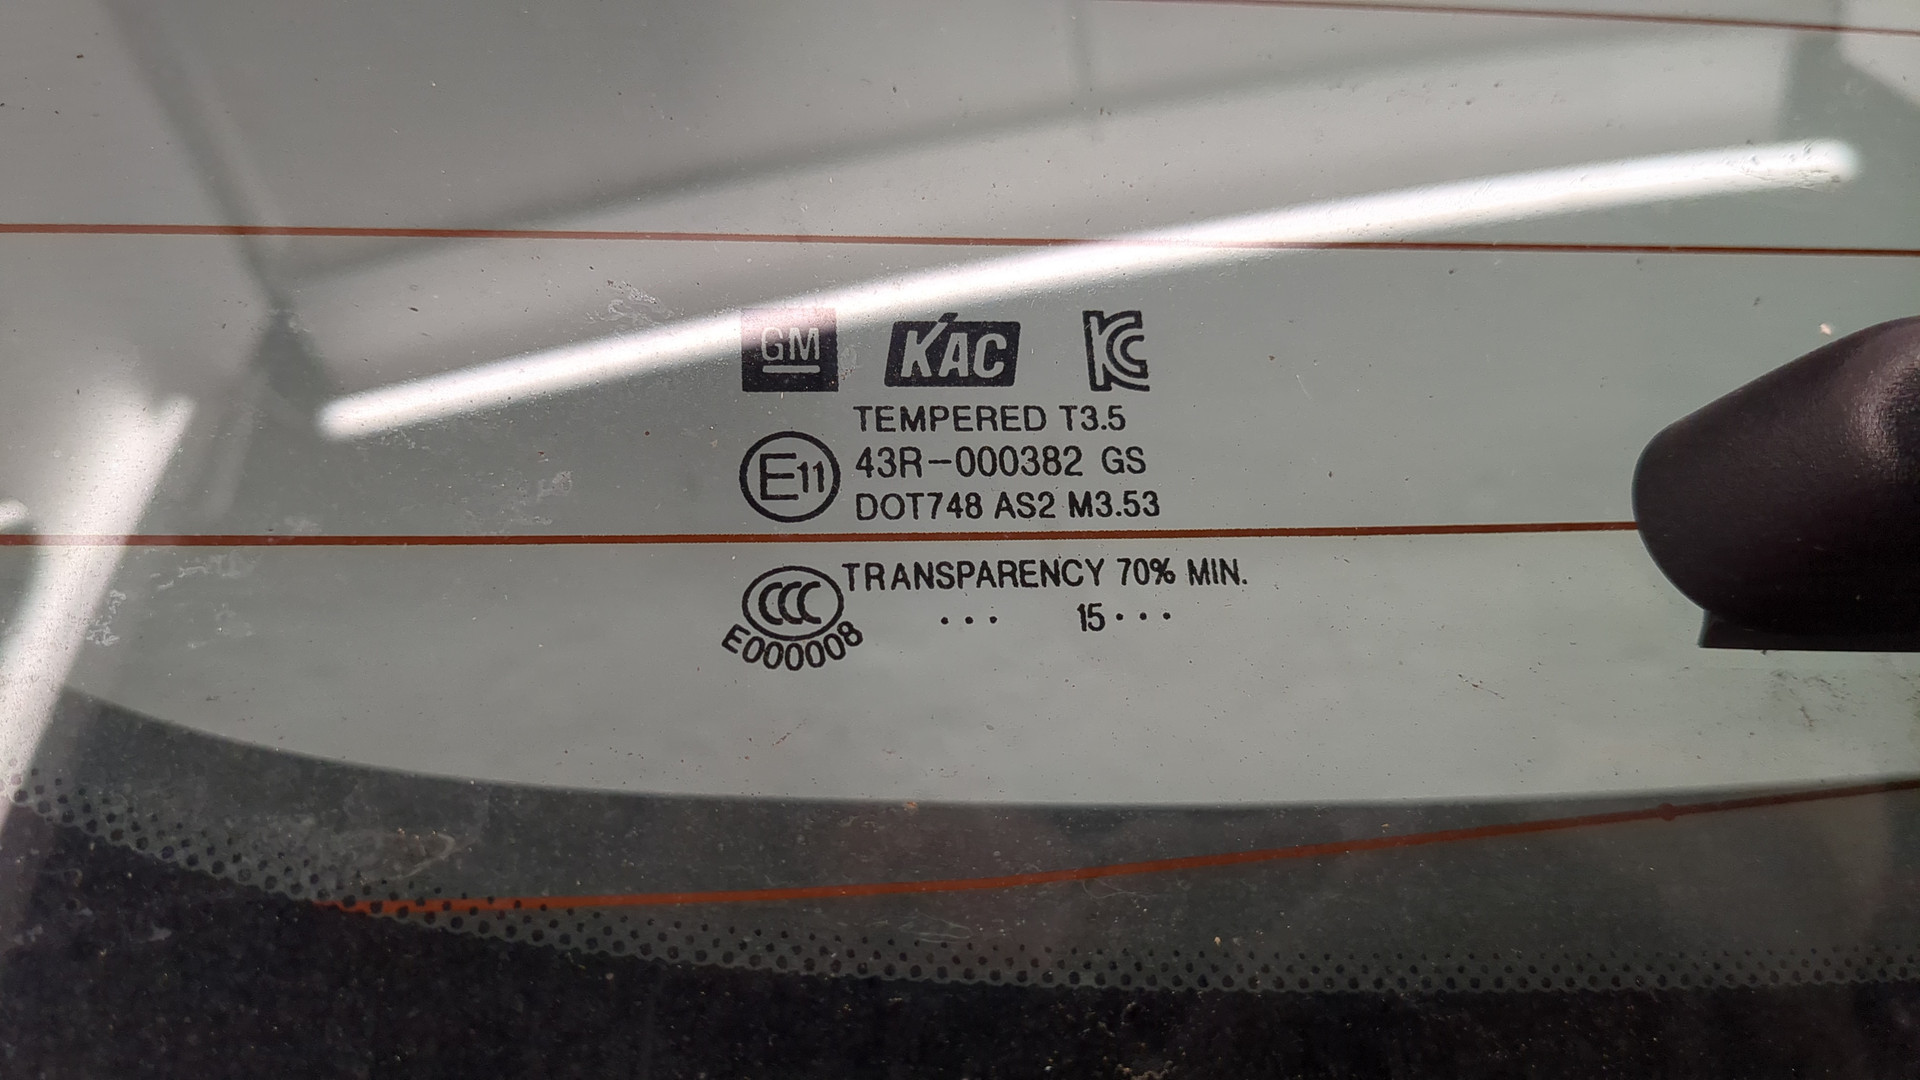 GM KAC KC
TEMPERED T3.5
E11 43R-000382 GS
DOT748 AS2 M3.53
TRANSPARENCY 70% MIN.
CCC
... 15...
E000008